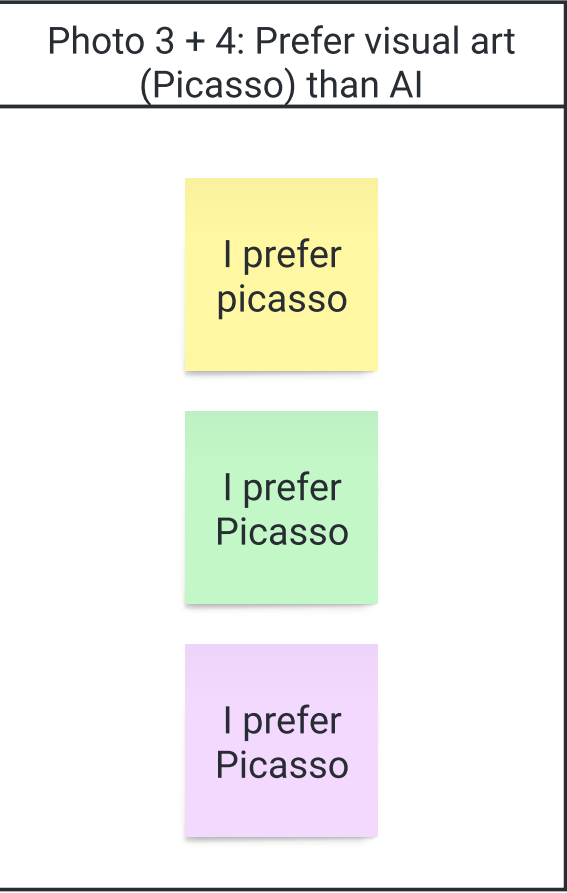 Photo 3 + 4: Prefer visual art
(Picasso) than AI
I prefer
picasso
I prefer
Picasso
I prefer
Picasso